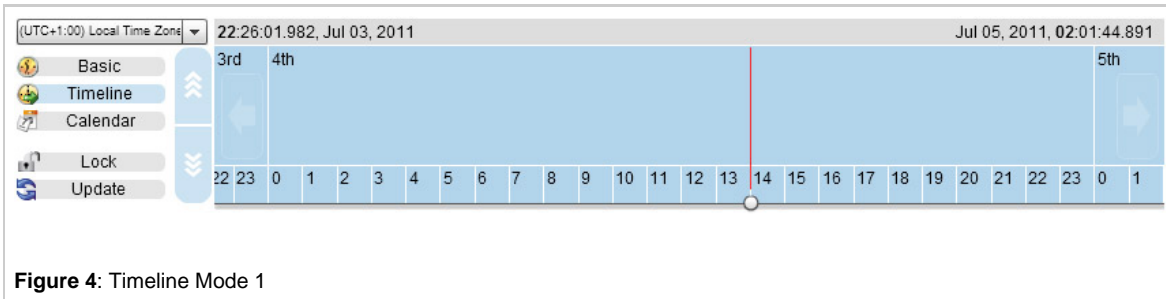 (UTC+1:00) Local Time Zone
22:26:01.982, Jul 03, 2011
Jul 05, 2011, 02:01:44.891
Basic
Timeline
Calendar
Lock
Update
3rd 4th 5th
22 23 0 1 2 3 4 5 6 7 8 9 10 11 12 13 14 15 16 17 18 19 20 21 22 23 0 1
Figure 4: Timeline Mode 1